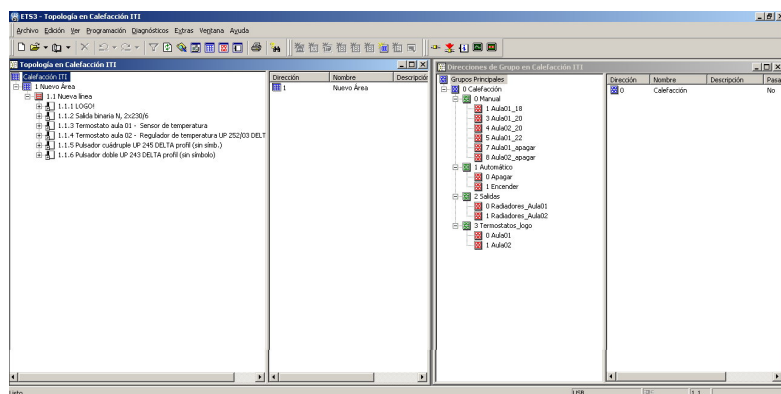 ETS3 - Topología en Calefacción ITI
Archivo Edición Ver Programación Diagnósticos Extras Ventana Ayuda
Topología en Calefacción ITI
Calefacción ITI
1 Nuevo Área
1.1 Nueva línea
1.1.1 LOGO!
1.1.2 Salida binaria N, 2x230/6
1.1.3 Termostato aula 01 - Sensor de temperatura
1.1.4 Termostato aula 02 - Regulador de temperatura UP 252/03 DELT
1.1.5 Pulsador cuádruple UP 245 DELTA profil (sin símb.)
1.1.6 Pulsador doble UP 243 DELTA profil (sin símbolo)
Dirección Nombre Descripción
1 Nuevo Área
Direcciones de Grupo en Calefacción ITI
Grupos Principales
0 Calefacción
0 Manual
1 Aula01_18
3 Aula01_20
4 Aula02_20
5 Aula01_22
7 Aula01_apagar
8 Aula02_apagar
1 Automático
0 Apagar
1 Encender
2 Salidas
0 Radiadores_Aula01
1 Radiadores_Aula02
3 Termostatos_logo
0 Aula01
1 Aula02
Dirección Nombre Descripción Pasa
0 Calefacción No
Listo USB 1.1